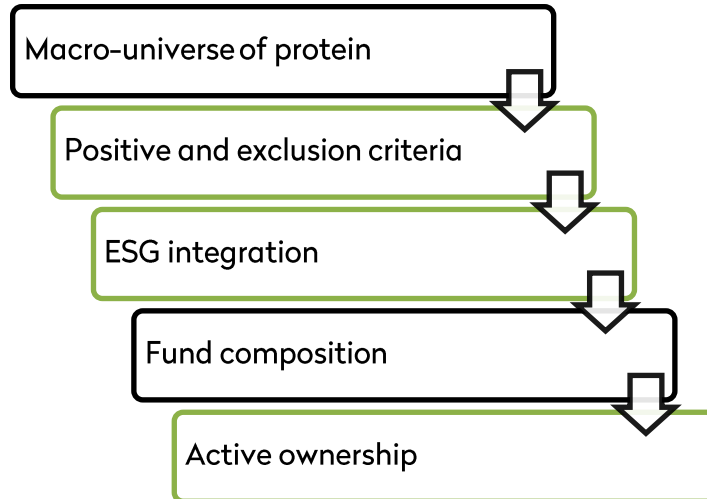 Macro-universe of protein
Positive and exclusion criteria
ESG integration
Fund composition
Active ownership